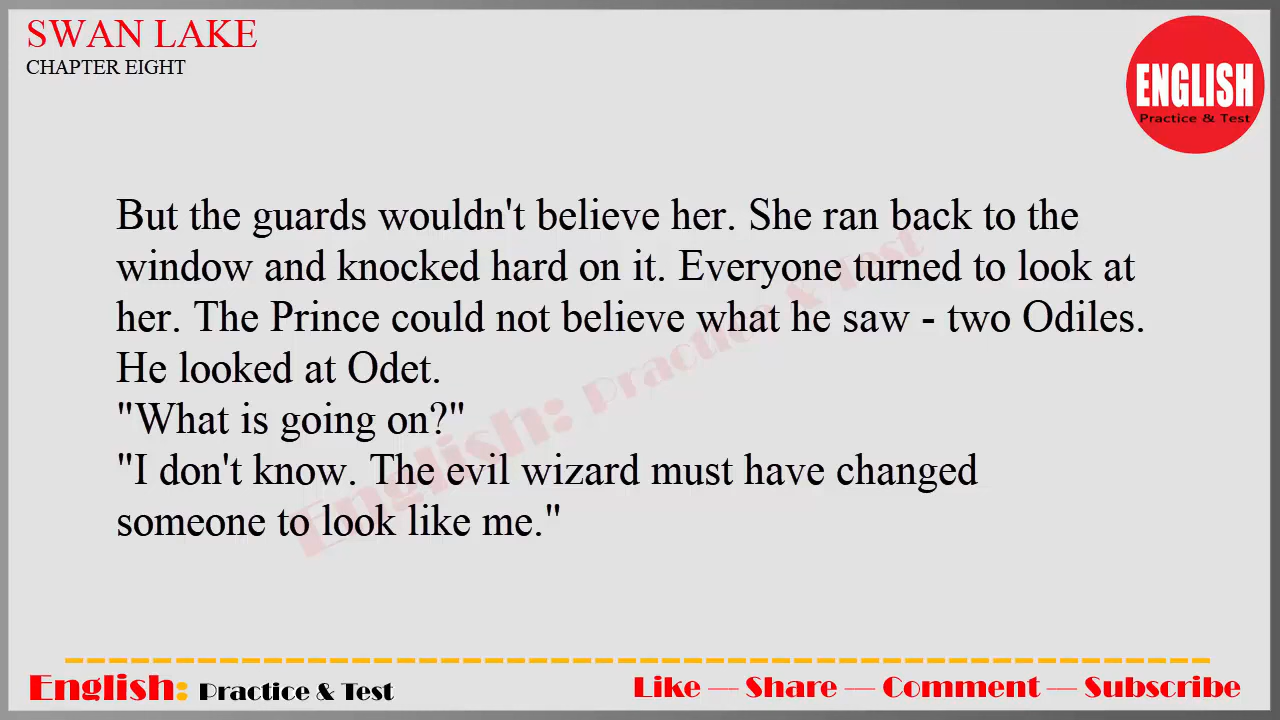 SWAN LAKE
CHAPTER EIGHT
ENGLISH
Practice & Test
But the guards wouldn't believe her. She ran back to the
window and knocked hard on it. Everyone turned to look at
her. The Prince could not believe what he saw - two Odiles.
He looked at Odet.
"What is going on?"
"I don't know. The evil wizard must have changed
someone to look like me."
English: Practice & Test
English: Practice & Test
Like — Share — Comment — Subscribe